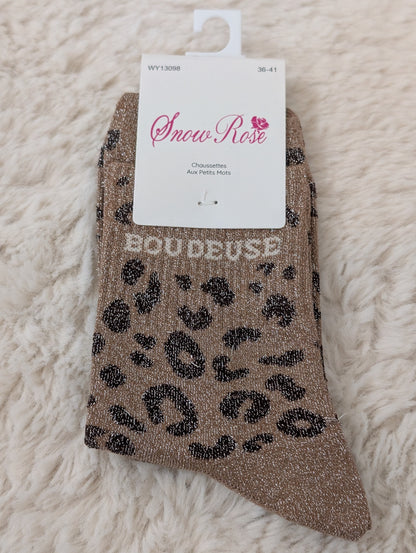 WY13098 36-41
Snow Rose
Chaussettes
Aux Petits Mots
BOUDEUSE